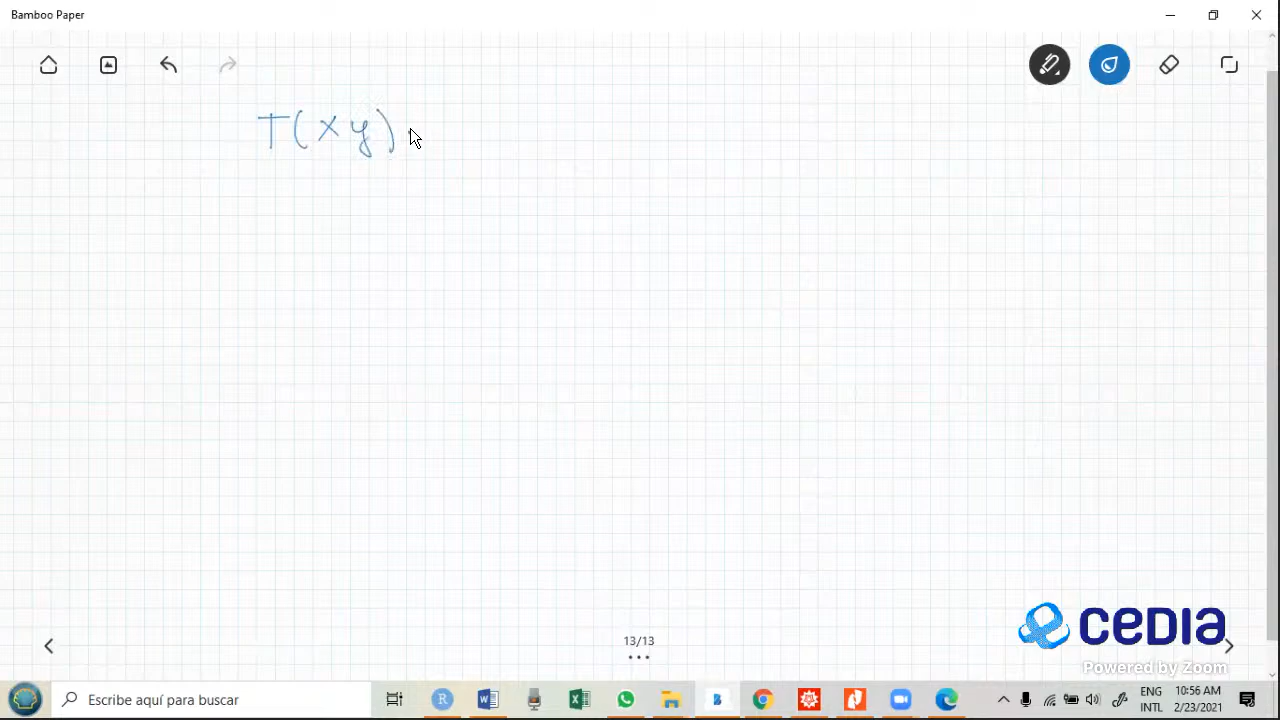 Bamboo Paper
T(xy)
13/13
cedia
Powered by Zoom
Escribe aquí para buscar
ENG
INTL
10:56 AM
2/23/2021